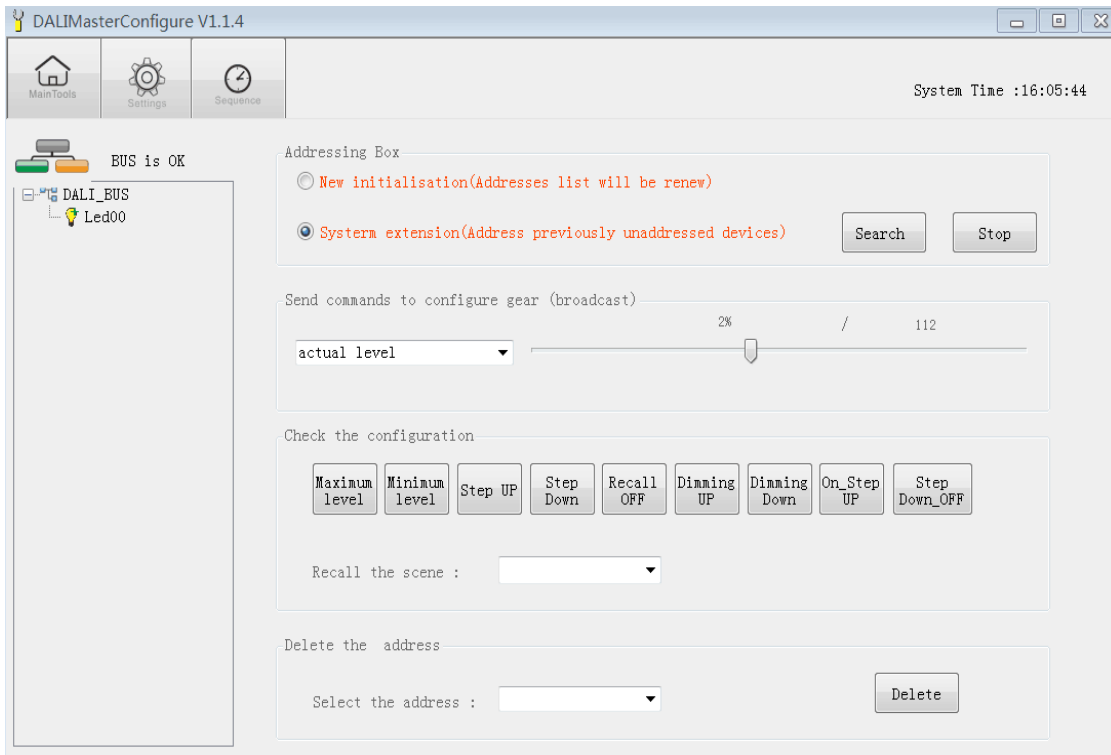 DALIMasterConfigure V1.1.4
MainTools
Settings
Sequence
System Time :16:05:44
BUS is OK
DALI_BUS
Led00
Addressing Box
New initialisation(Addresses list will be renew)
Systerm extension(Address previously unaddressed devices)
Search
Stop
Send commands to configure gear (broadcast)
2% / 112
actual level
Check the configuration
Maximum
level
Minimum
level
Step UP
Step
Down
Recall
OFF
Dimming
UP
Dimming
Down
On_Step
UP
Step
Down_OFF
Recall the scene :
Delete the address
Select the address :
Delete